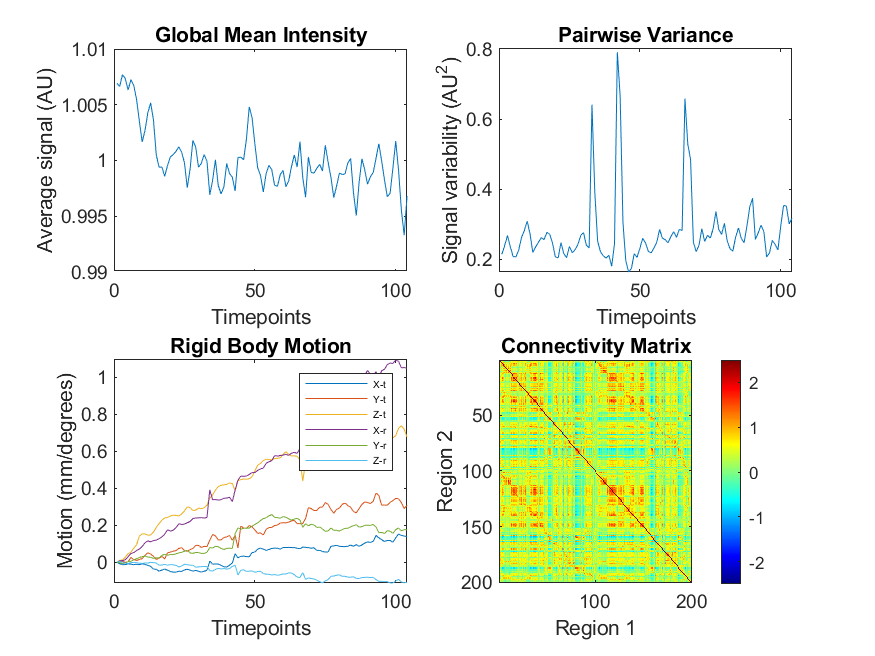 Global Mean Intensity
1.01
1.005
1
0.995
0.99
Average signal (AU)
0
50
100
Timepoints
Pairwise Variance
0.8
0.6
0.4
0.2
Signal variability (AU²)
0
50
100
Timepoints
Rigid Body Motion
1
0.8
0.6
0.4
0.2
0
Motion (mm/degrees)
X-t
Y-t
Z-t
X-r
Y-r
Z-r
0
50
100
Timepoints
Connectivity Matrix
50
100
150
200
Region 2
100
200
Region 1
2
1
0
-1
-2